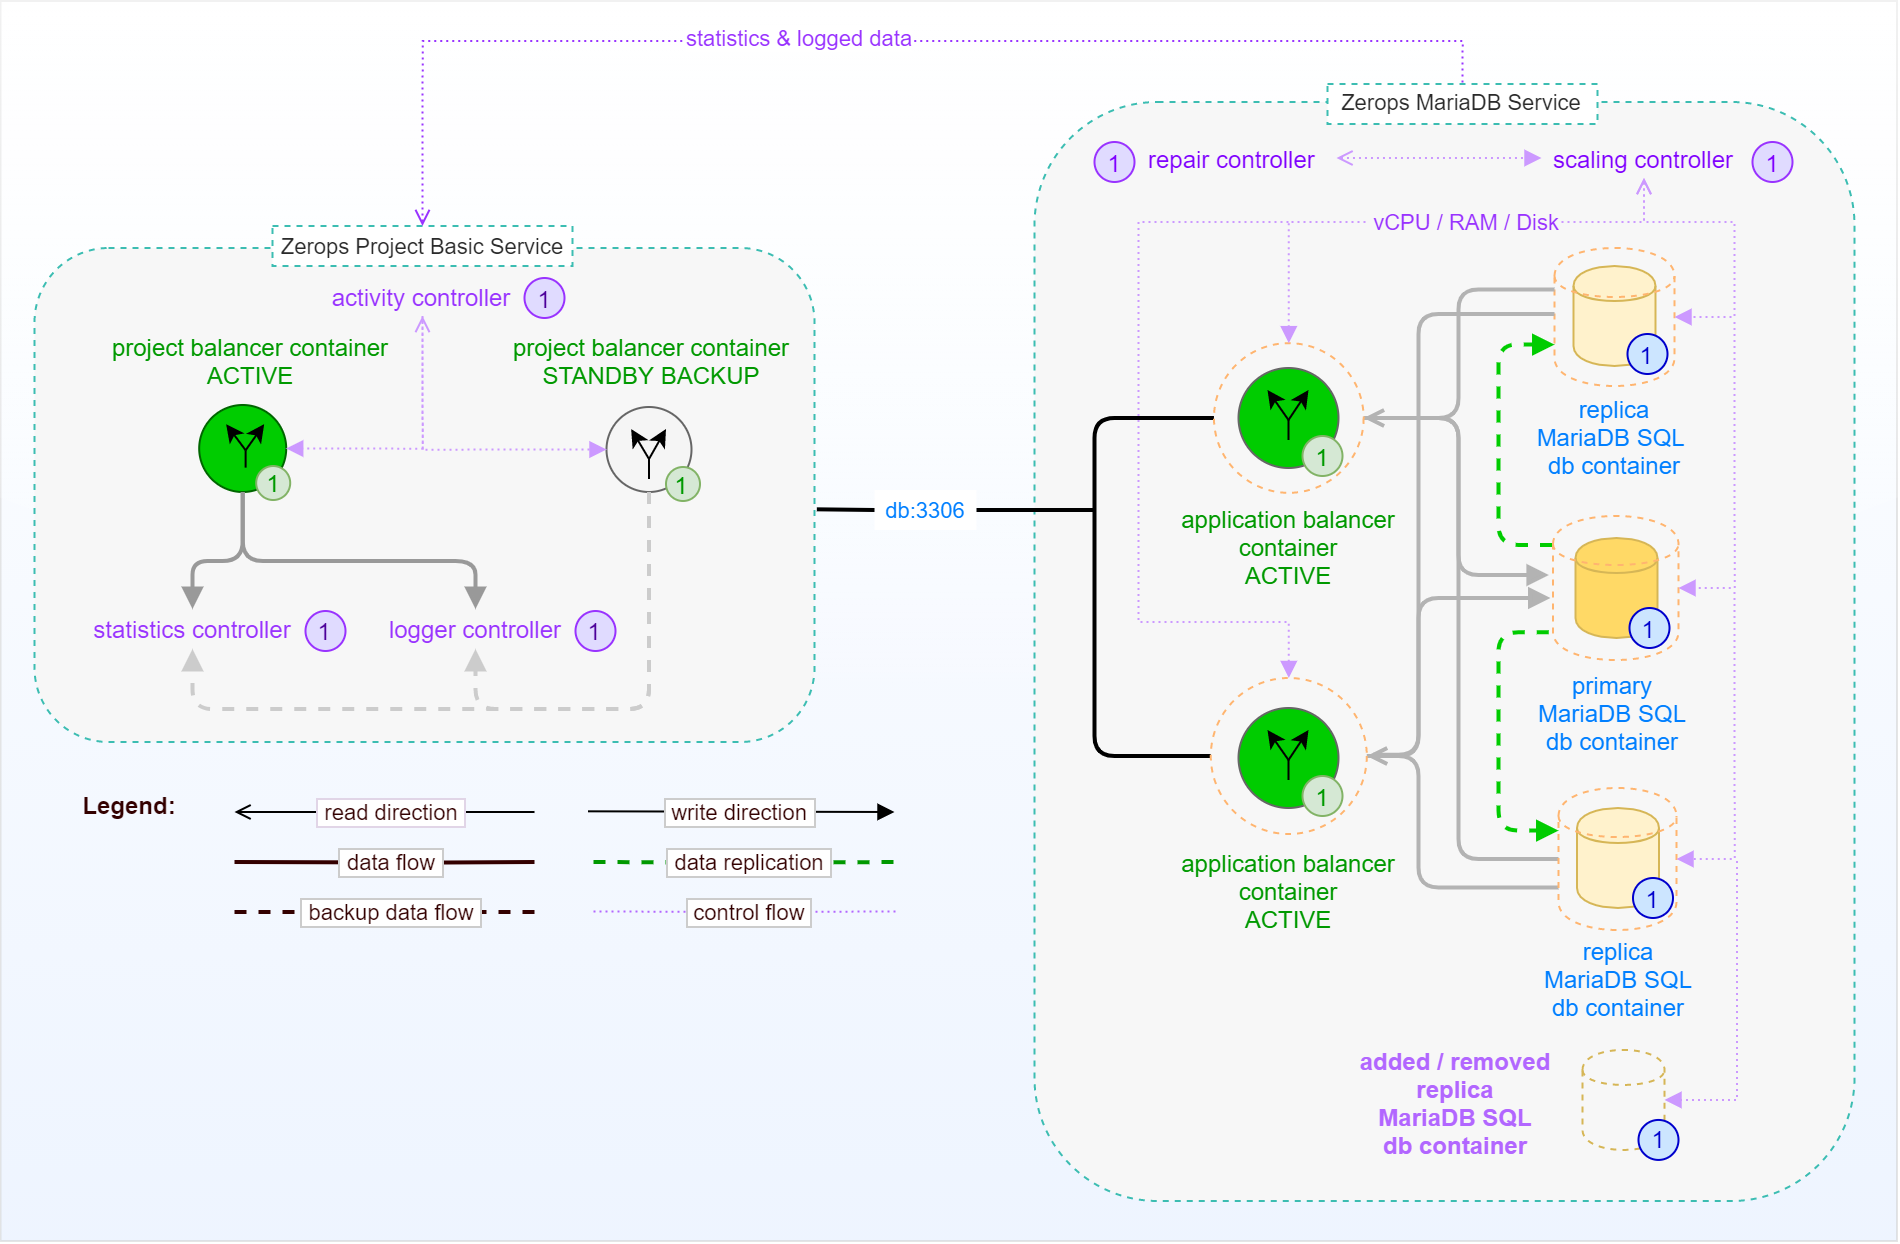 statistics & logged data
Zerops MariaDB Service
1
repair controller
scaling controller
1
vCPU / RAM / Disk
Zerops Project Basic Service
activity controller
1
project balancer container
ACTIVE
project balancer container
STANDBY BACKUP
1
1
statistics controller
1
logger controller
1
db:3306
1
application balancer
container
ACTIVE
1
application balancer
container
ACTIVE
1
replica
MariaDB SQL
db container
1
primary
MariaDB SQL
db container
1
replica
MariaDB SQL
db container
added / removed
replica
MariaDB SQL
db container
1
Legend:
read direction
write direction
data flow
data replication
backup data flow
control flow